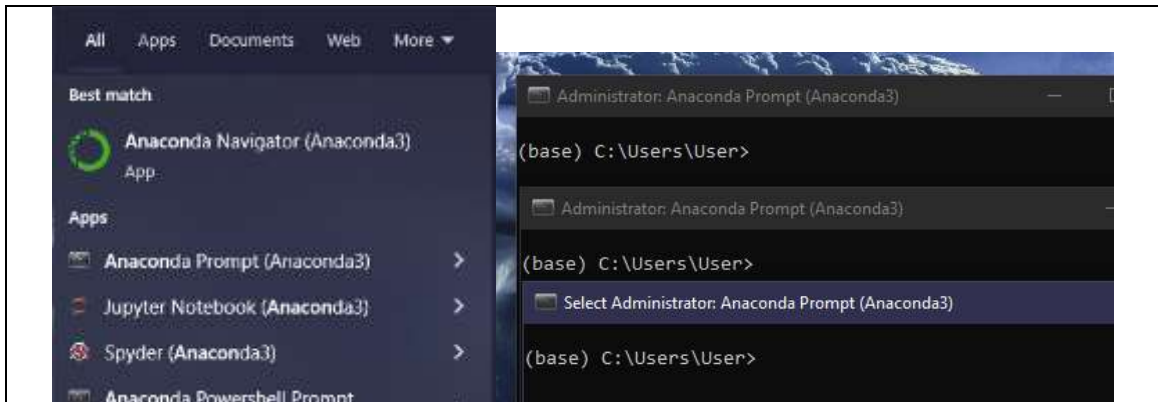 All Apps Documents Web More
Best match
Anaconda Navigator (Anaconda3)
App
Apps
Anaconda Prompt (Anaconda3)
Jupyter Notebook (Anaconda3)
Spyder (Anaconda3)
Anaconda Powershell Prompt
Administrator: Anaconda Prompt (Anaconda3)
(base) C:\Users\User>
Administrator: Anaconda Prompt (Anaconda3)
(base) C:\Users\User>
Select Administrator: Anaconda Prompt (Anaconda3)
(base) C:\Users\User>